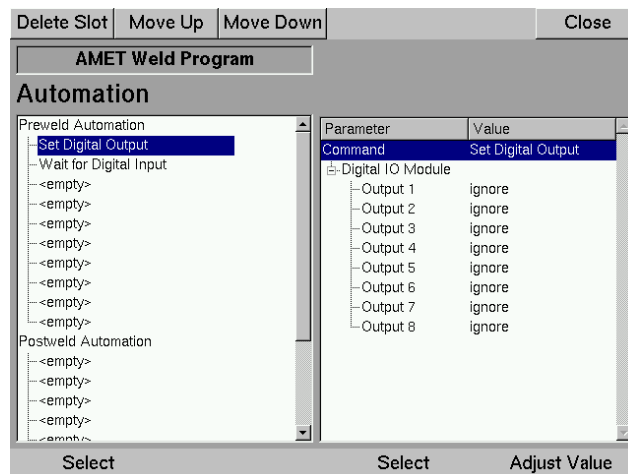 Delete Slot Move Up Move Down Close
AMET Weld Program
Automation
Preweld Automation
Set Digital Output
Wait for Digital Input
<empty>
<empty>
<empty>
<empty>
<empty>
<empty>
<empty>
<empty>
Postweld Automation
<empty>
<empty>
<empty>
<empty>
<empty>
Parameter Value
Command Set Digital Output
Digital IO Module
Output 1 ignore
Output 2 ignore
Output 3 ignore
Output 4 ignore
Output 5 ignore
Output 6 ignore
Output 7 ignore
Output 8 ignore
Select Select Adjust Value